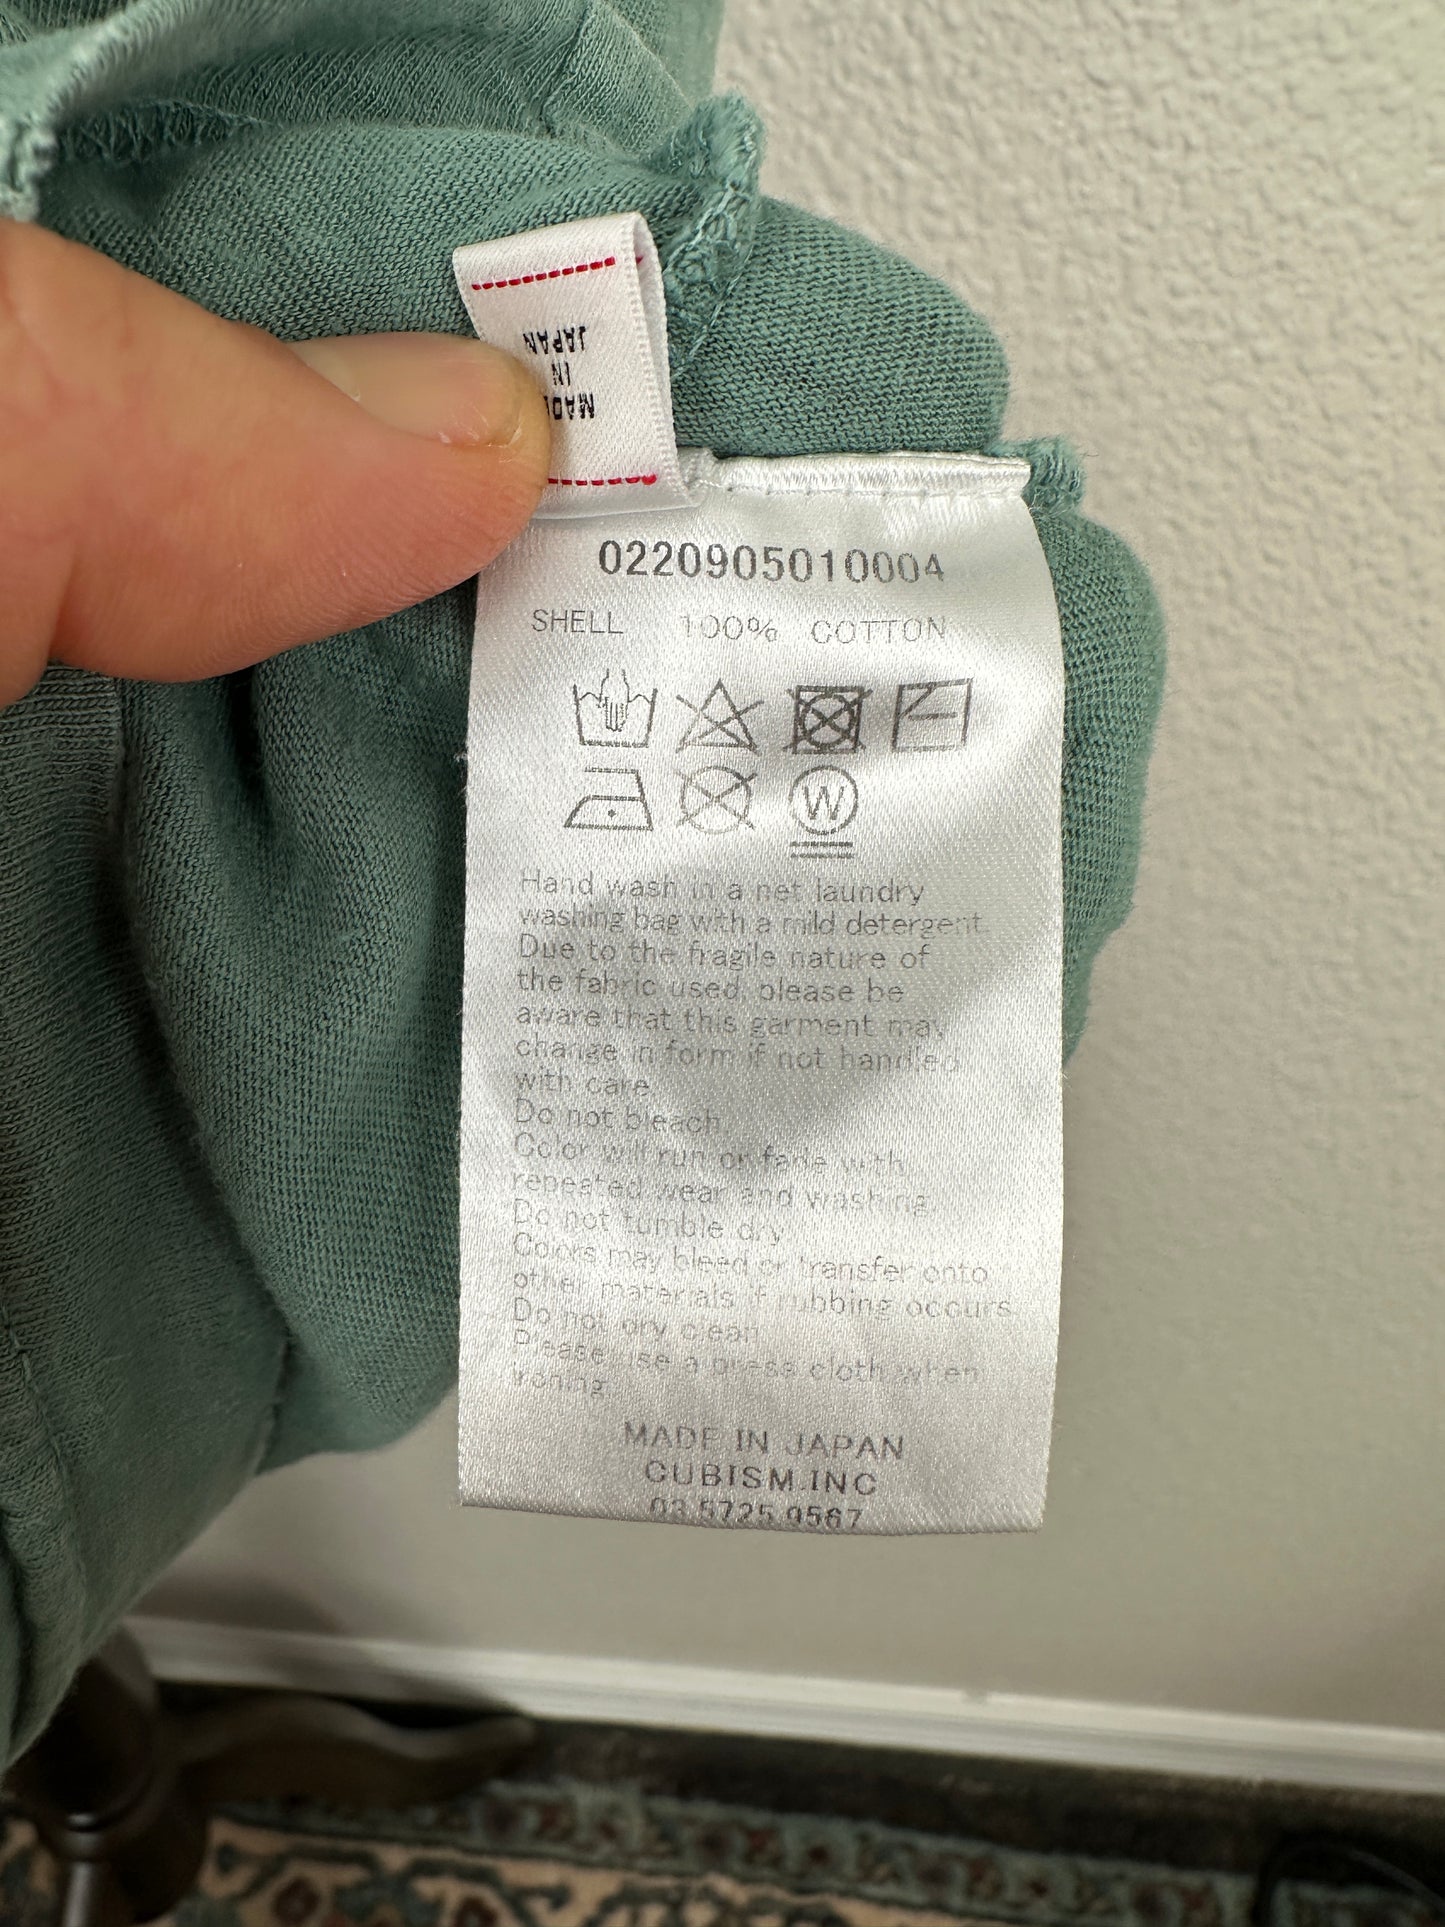 MADE
IN
JAPAN
0220905010004
SHELL 100% COTTON
W
Hand wash in a net laundry
washing bag with a mild detergent.
Due to the fragile nature of
the fabric used, please be
aware that this garment may
change in form if not handled
with care.
Do not bleach.
Color will run or fade with
repeated wear and washing.
Do not tumble dry.
Colors may bleed or transfer onto
other materials if rubbing occurs.
Do not dry clean.
Please use a press cloth when
ironing.
MADE IN JAPAN
CUBISM.INC
03 5725 9567